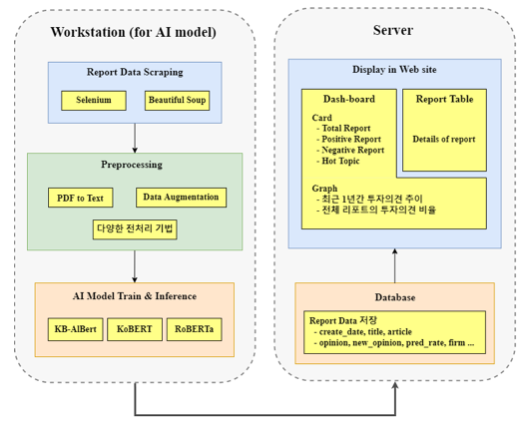 Workstation (for AI model)
Report Data Scraping
Selenium
Beautiful Soup
Preprocessing
PDF to Text
Data Augmentation
다양한 전처리 기법
AI Model Train & Inference
KB-AlBert
KoBERT
RoBERTa
Server
Display in Web site
Dash-board
Card
- Total Report
- Positive Report
- Negative Report
- Hot Topic
Graph
- 최근 1년간 투자의견 추이
- 전체 리포트의 투자의견 비율
Report Table
Details of report
Database
Report Data 저장
- create_date, title, article
- opinion, new_opinion, pred_rate, firm ...